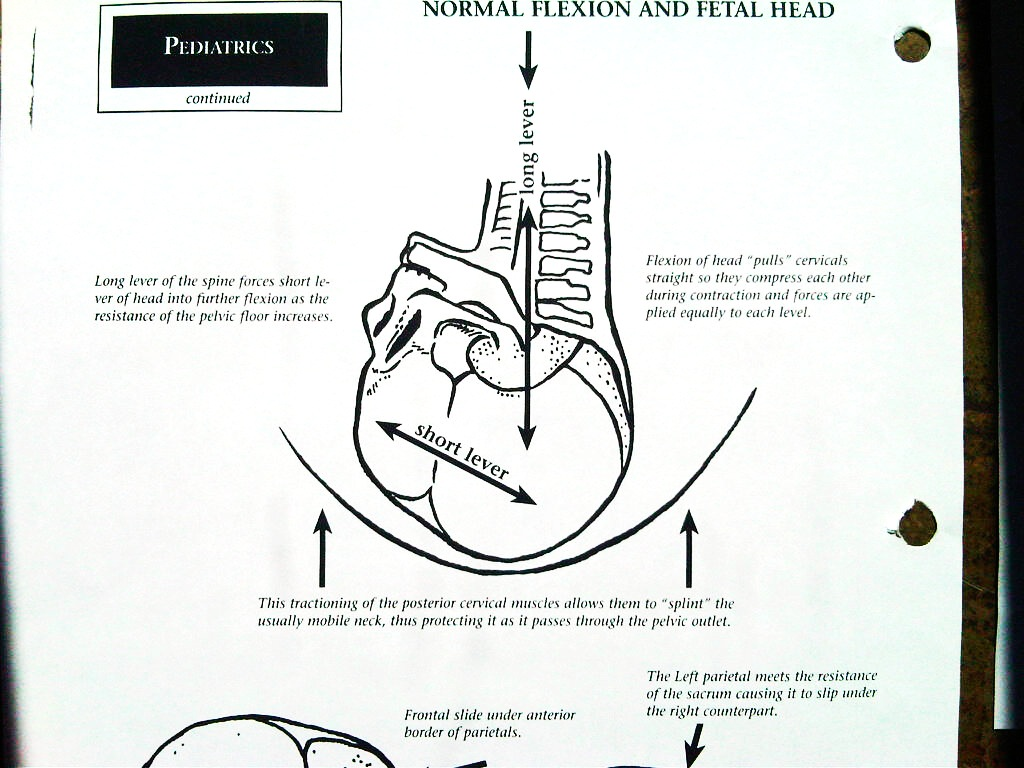 NORMAL FLEXION AND FETAL HEAD
PEDIATRICS
continued
long lever
Long lever of the spine forces short le-
ver of head into further flexion as the
resistance of the pelvic floor increases.
Flexion of head “pulls” cervicals
straight so they compress each other
during contraction and forces are ap-
plied equally to each level.
short lever
This tractioning of the posterior cervical muscles allows them to “splint” the
usually mobile neck, thus protecting it as it passes through the pelvic outlet.
The Left parietal meets the resistance
of the sacrum causing it to slip under
the right counterpart.
Frontal slide under anterior
border of parietals.